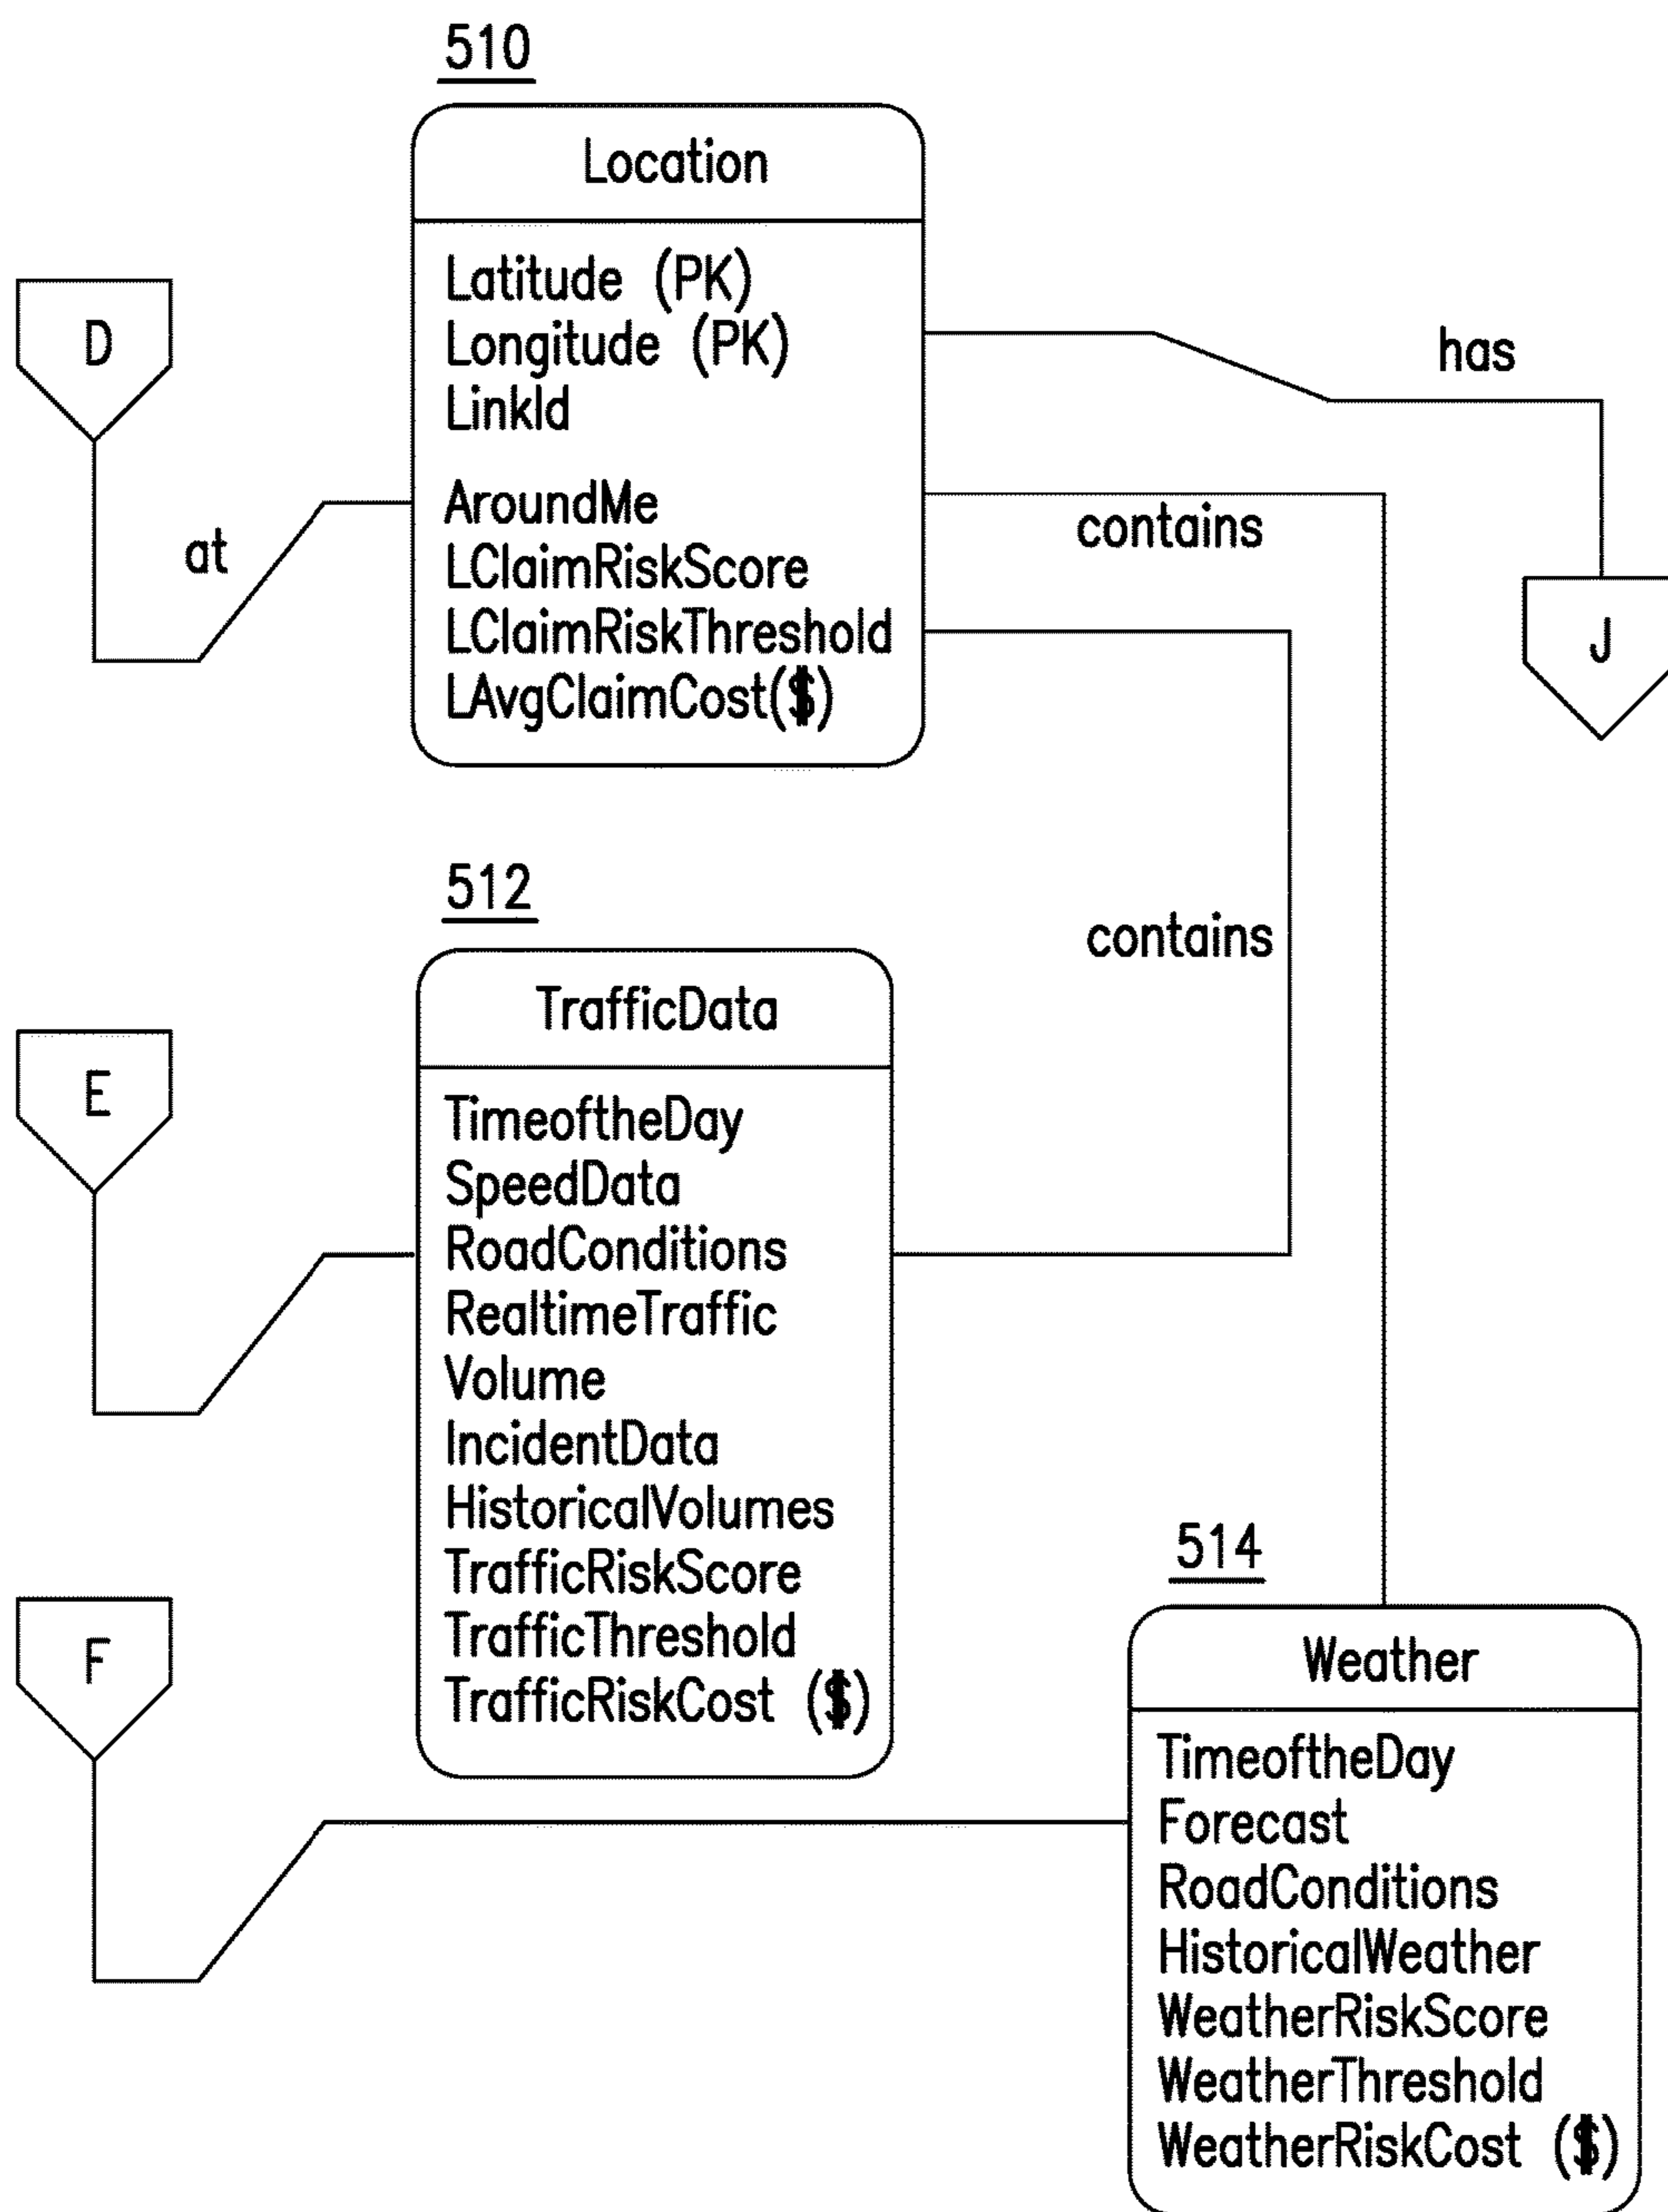 510
Location
Latitude (PK)
Longitude (PK)
LinkId
AroundMe
LClaimRiskScore
LClaimRiskThreshold
LAvgClaimCost($)
D
at
has
contains
J
512
contains
TrafficData
TimeoftheDay
SpeedData
RoadConditions
RealtimeTraffic
Volume
IncidentData
HistoricalVolumes
TrafficRiskScore
TrafficThreshold
TrafficRiskCost ($)
E
F
514
Weather
TimeoftheDay
Forecast
RoadConditions
HistoricalWeather
WeatherRiskScore
WeatherThreshold
WeatherRiskCost ($)